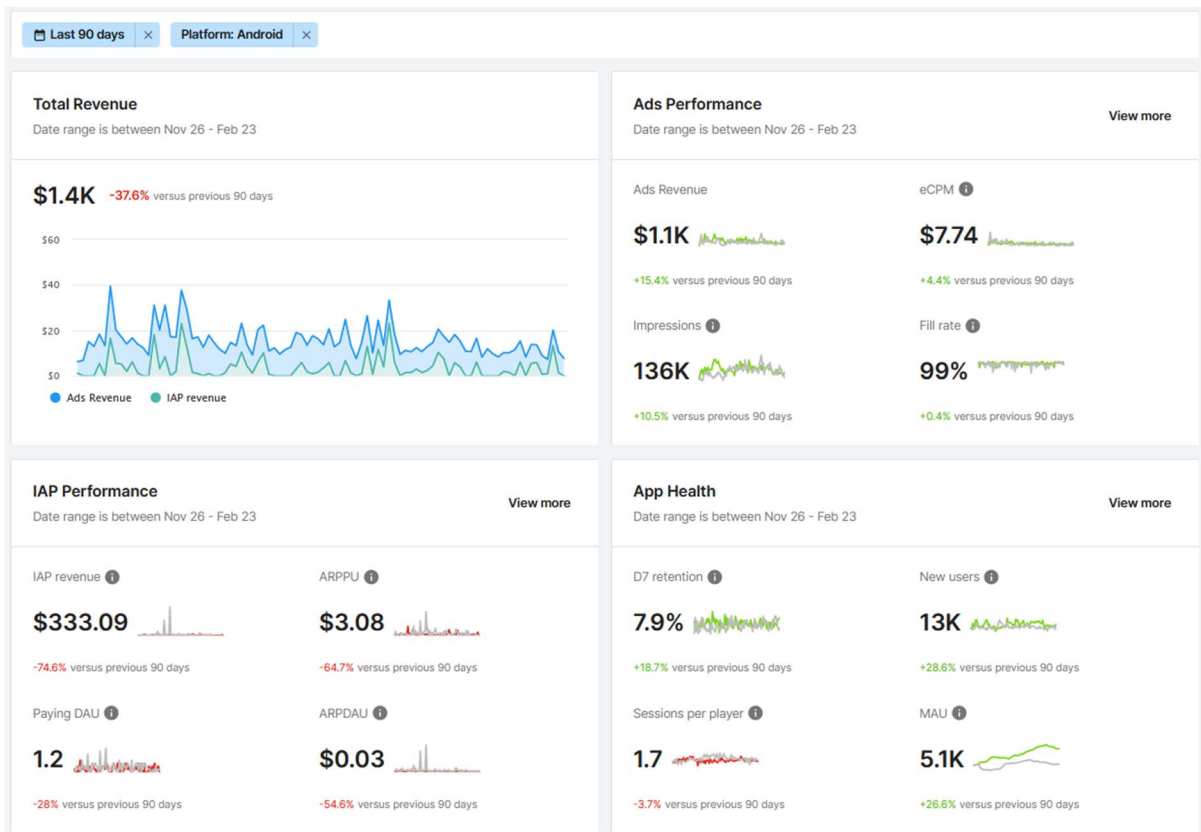 Last 90 days ×
Platform: Android ×
Total Revenue
Date range is between Nov 26 - Feb 23
$1.4K -37.6% versus previous 90 days
$60
$40
$20
$0
Ads Revenue IAP revenue
Ads Performance
Date range is between Nov 26 - Feb 23
View more
Ads Revenue
$1.1K
+15.4% versus previous 90 days
eCPM
$7.74
+4.4% versus previous 90 days
Impressions
136K
+10.5% versus previous 90 days
Fill rate
99%
+0.4% versus previous 90 days
IAP Performance
Date range is between Nov 26 - Feb 23
View more
IAP revenue
$333.09
-74.6% versus previous 90 days
ARPPU
$3.08
-64.7% versus previous 90 days
Paying DAU
1.2
-28% versus previous 90 days
ARPDAU
$0.03
-54.6% versus previous 90 days
App Health
Date range is between Nov 26 - Feb 23
View more
D7 retention
7.9%
+18.7% versus previous 90 days
New users
13K
+28.6% versus previous 90 days
Sessions per player
1.7
-3.7% versus previous 90 days
MAU
5.1K
+26.6% versus previous 90 days